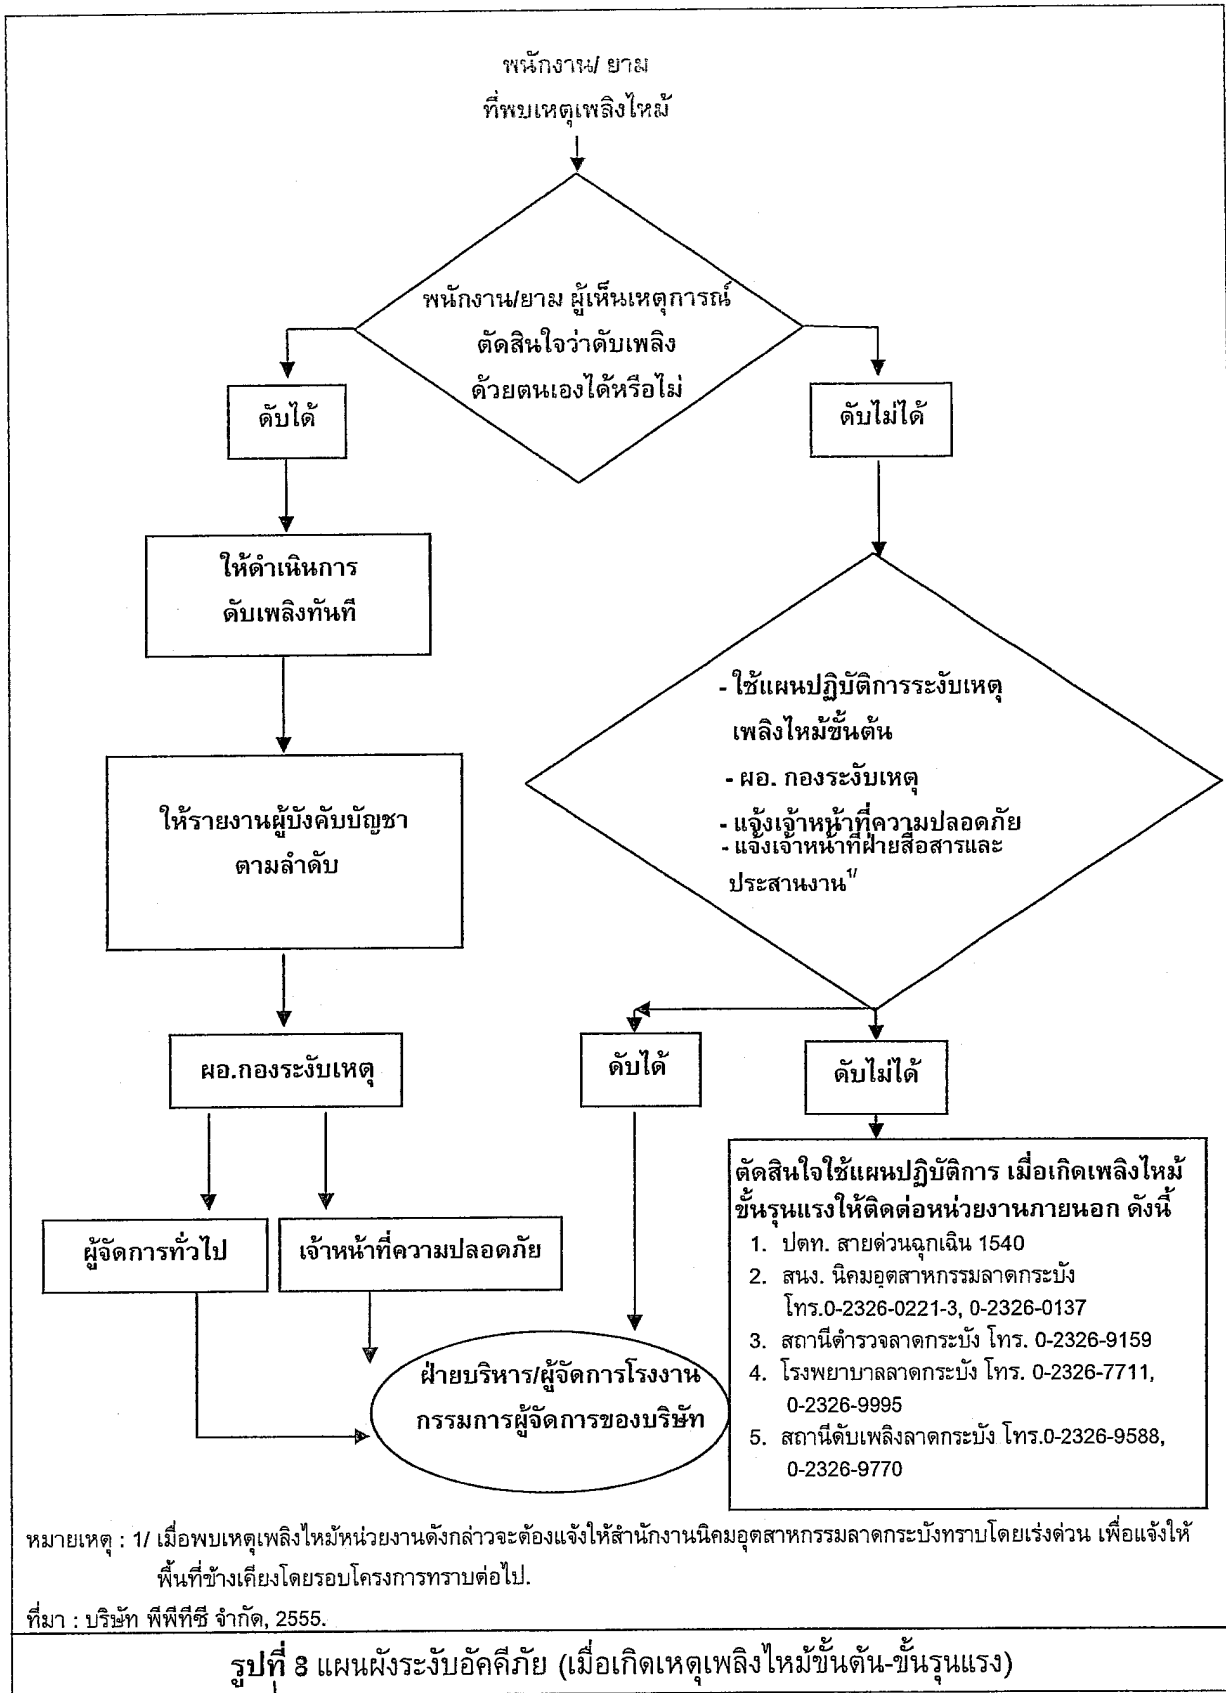 พนักงาน/ ยาม
ที่พบเหตุเพลิงไหม้
พนักงาน/ยาม ผู้เห็นเหตุการณ์
ตัดสินใจว่าดับเพลิง
ด้วยตนเองได้หรือไม่
ดับได้
ดับไม่ได้
ให้ดำเนินการ
ดับเพลิงทันที
- ใช้แผนปฏิบัติการระงับเหตุ
เพลิงไหม้ขั้นต้น
- ผอ. กองระงับเหตุ
- แจ้งเจ้าหน้าที่ความปลอดภัย
- แจ้งเจ้าหน้าที่ฝ่ายสื่อสารและ
ประสานงาน1/
ให้รายงานผู้บังคับบัญชา
ตามลำดับ
ผอ.กองระงับเหตุ
ดับได้
ดับไม่ได้
ผู้จัดการทั่วไป
เจ้าหน้าที่ความปลอดภัย
ฝ่ายบริหาร/ผู้จัดการโรงงาน
กรรมการผู้จัดการของบริษัท
ตัดสินใจใช้แผนปฏิบัติการ เมื่อเกิดเพลิงไหม้
ขั้นรุนแรงให้ติดต่อหน่วยงานภายนอก ดังนี้
1. ปตท. สายด่วนฉุกเฉิน 1540
2. สนง. นิคมอุตสาหกรรมลาดกระบัง
โทร.0-2326-0221-3, 0-2326-0137
3. สถานีตำรวจลาดกระบัง โทร. 0-2326-9159
4. โรงพยาบาลลาดกระบัง โทร. 0-2326-7711,
0-2326-9995
5. สถานีดับเพลิงลาดกระบัง โทร.0-2326-9588,
0-2326-9770
หมายเหตุ : 1/ เมื่อพบเหตุเพลิงไหม้หน่วยงานดังกล่าวจะต้องแจ้งให้สำนักงานนิคมอุตสาหกรรมลาดกระบังทราบโดยเร่งด่วน เพื่อแจ้งให้
พื้นที่ข้างเคียงโดยรอบโครงการทราบต่อไป.
ที่มา : บริษัท พีพีทีซี จำกัด, 2555.
รูปที่ 8 แผนผังระงับอัคคีภัย (เมื่อเกิดเหตุเพลิงไหม้ขั้นต้น-ขั้นรุนแรง)